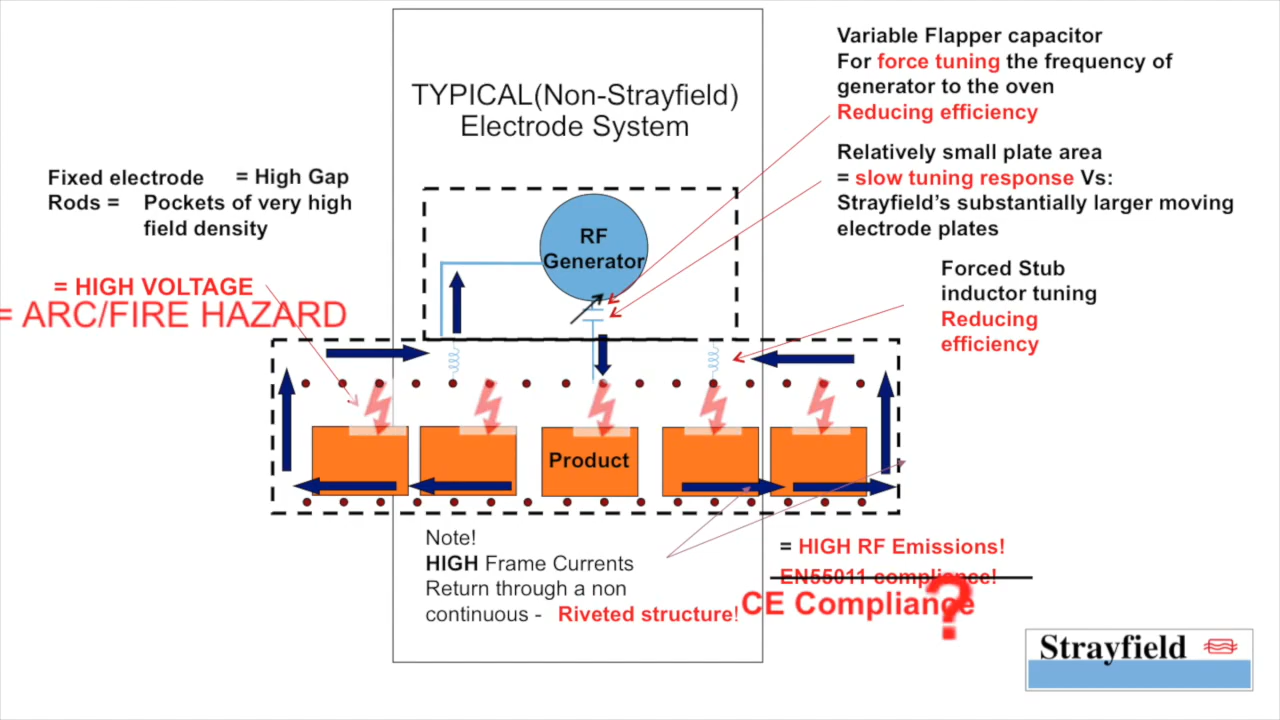 TYPICAL(Non-Strayfield)
Electrode System
Variable Flapper capacitor
For force tuning the frequency of
generator to the oven
Reducing efficiency
Relatively small plate area
= slow tuning response Vs:
Strayfield's substantially larger moving
electrode plates
Forced Stub
inductor tuning
Reducing
efficiency
Fixed electrode = High Gap
Rods = Pockets of very high
field density
= HIGH VOLTAGE
= ARC/FIRE HAZARD
RF
Generator
Product
Note!
HIGH Frame Currents
Return through a non
continuous - Riveted structure!
= HIGH RF Emissions!
EN55011 compliance!
CE Compliance
?
Strayfield